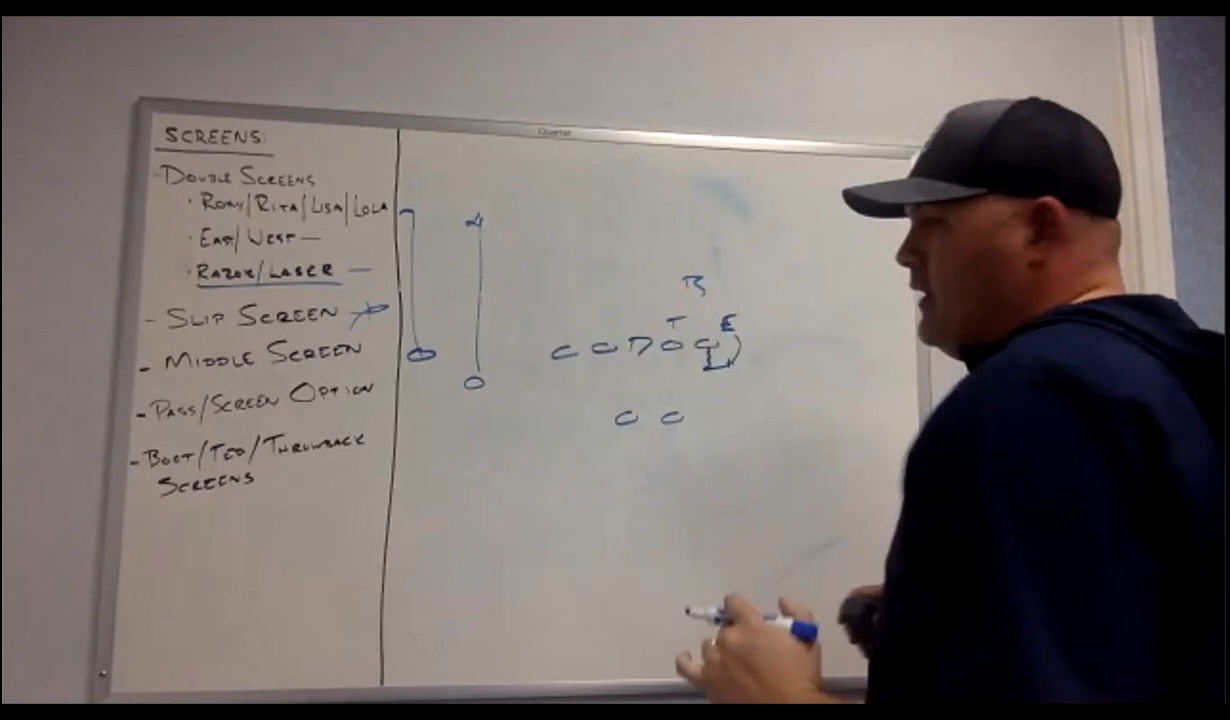 SCREENS:
- DOUBLE SCREENS
· ROXY/RITA/LISA/LOLA
· EAST/WEST —
· RAZOR/LASER —
- SLIP SCREEN
- MIDDLE SCREEN
- PASS/SCREEN OPTION
- BOOT/TED/THROWBACK
SCREENS
Quartet
B
T E